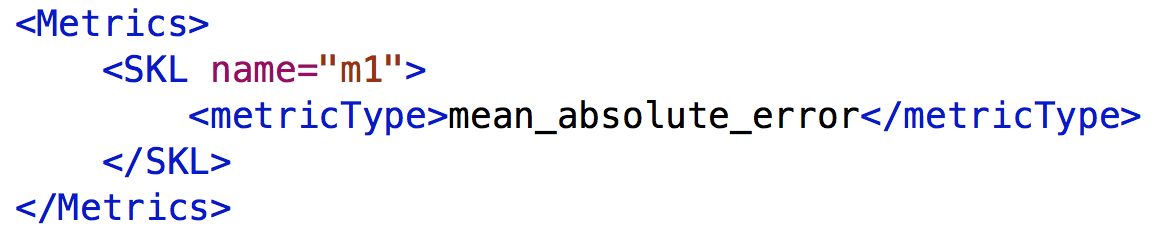 <Metrics>
    <SKL name="m1">
        <metricType>mean_absolute_error</metricType>
    </SKL>
</Metrics>